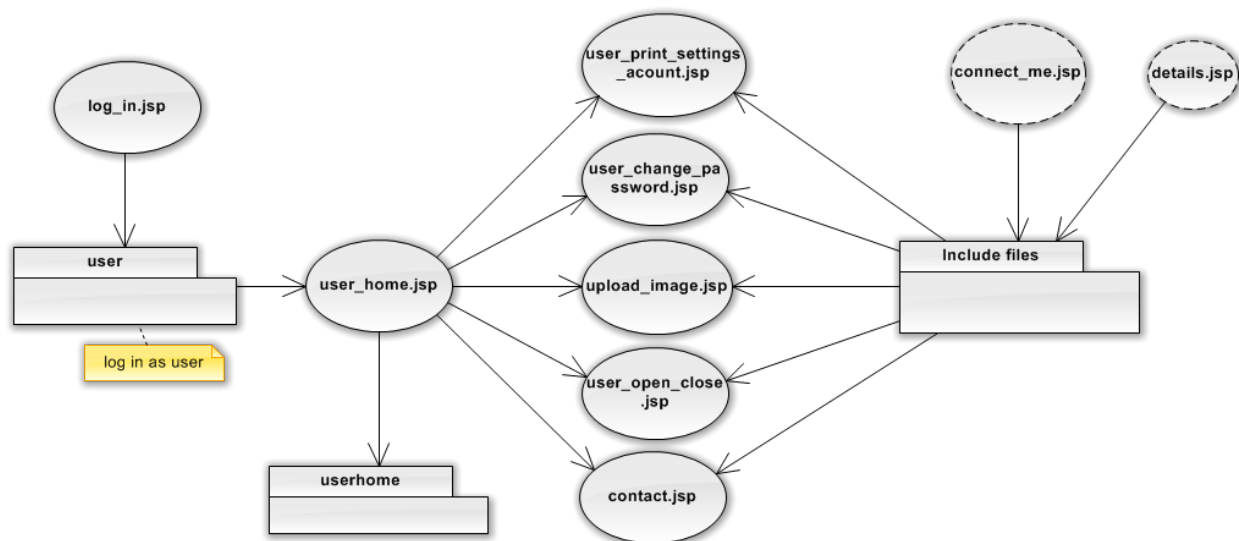 log_in.jsp
user
log in as user
user_home.jsp
userhome
user_print_settings
_acount.jsp
user_change_pa
ssword.jsp
upload_image.jsp
user_open_close
.jsp
contact.jsp
connect_me.jsp
details.jsp
Include files